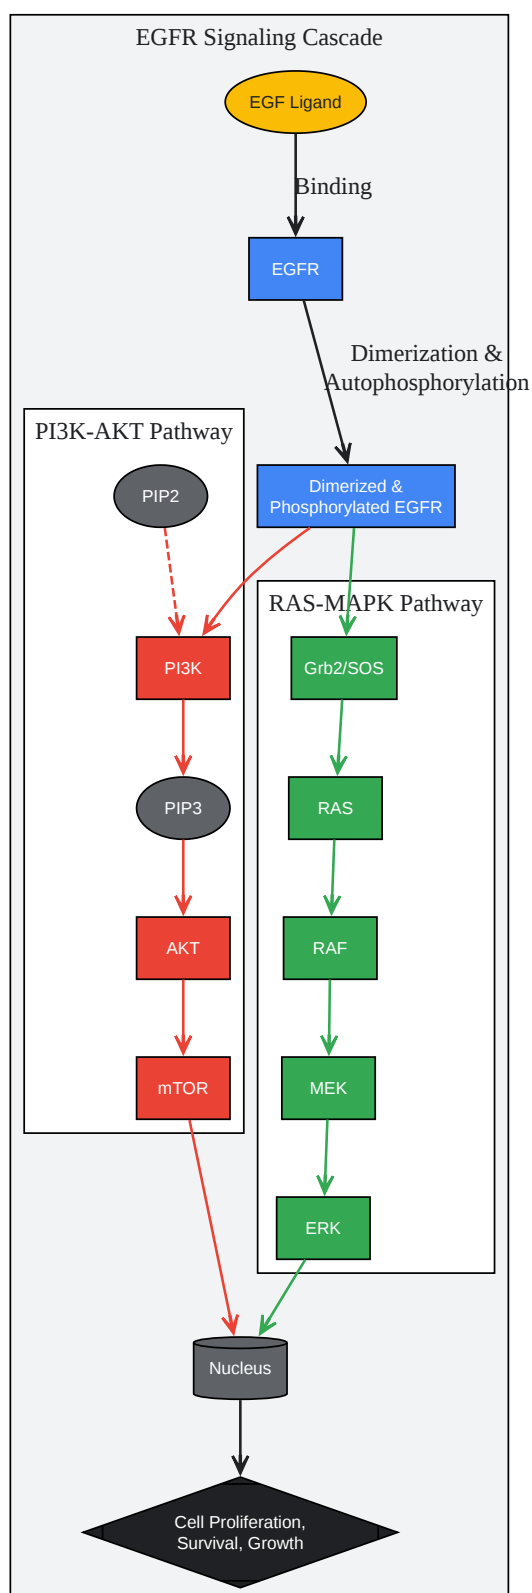 EGFR Signaling Cascade
EGF Ligand
Binding
EGFR
Dimerization &
Autophosphorylation
PI3K-AKT Pathway
PIP2
Dimerized &
Phosphorylated EGFR
RAS-MAPK Pathway
PI3K
Grb2/SOS
PIP3
RAS
AKT
RAF
mTOR
MEK
ERK
Nucleus
Cell Proliferation,
Survival, Growth